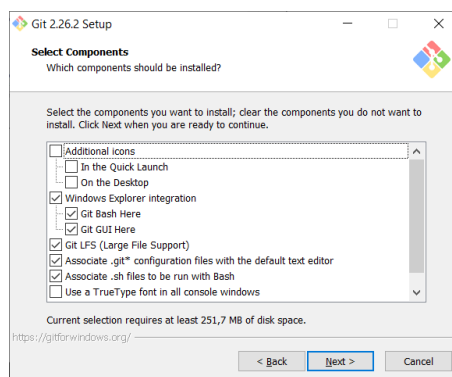 Git 2.26.2 Setup
Select Components
Which components should be installed?
Select the components you want to install; clear the components you do not want to
install. Click Next when you are ready to continue.
Additional icons
In the Quick Launch
On the Desktop
Windows Explorer integration
Git Bash Here
Git GUI Here
Git LFS (Large File Support)
Associate .git* configuration files with the default text editor
Associate .sh files to be run with Bash
Use a TrueType font in all console windows
Current selection requires at least 251,7 MB of disk space.
https://gitforwindows.org/
< Back
Next >
Cancel